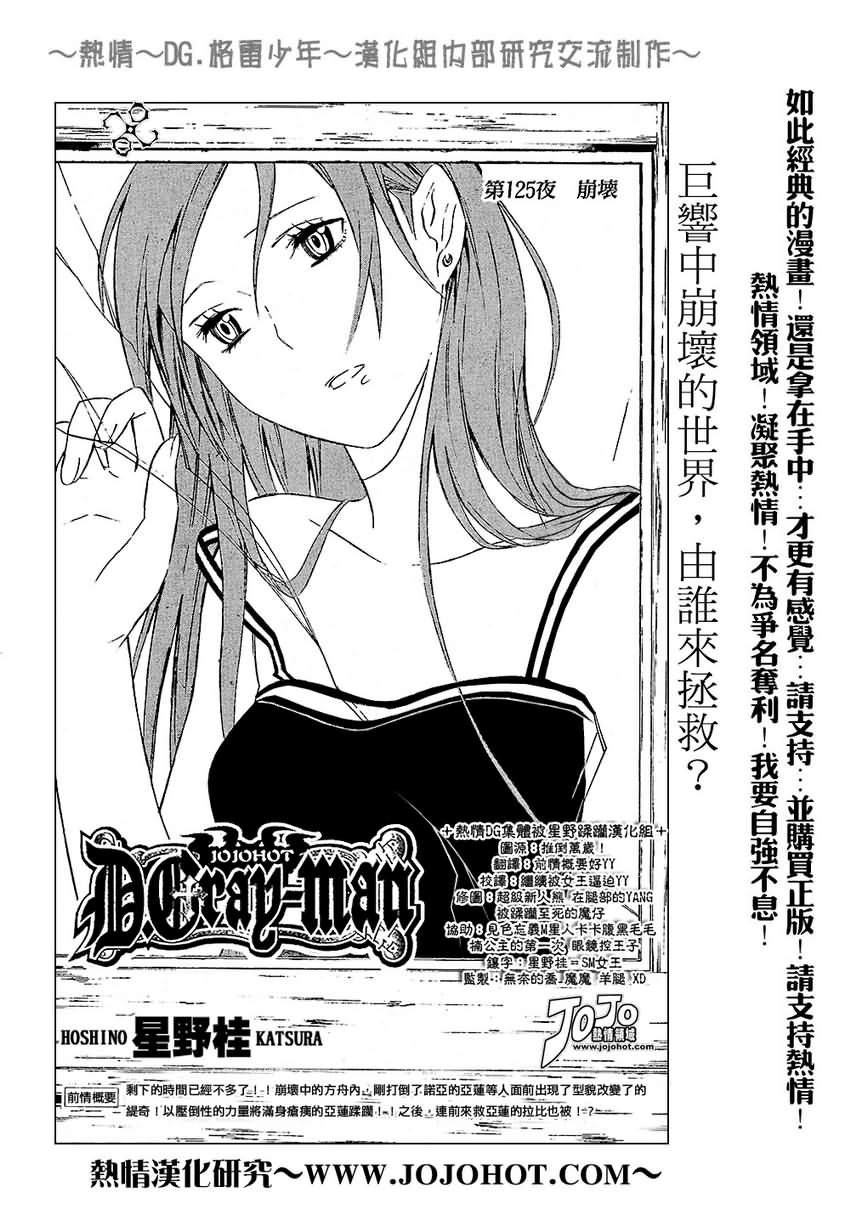 ～熱情～DG.格雷少年～漢化組內部研究交流制作～
如此經典的漫畫！還是拿在手中…才更有感覺…請支持…並購買正版！請支持熱情！
熱情領域！凝聚熱情！不為爭名奪利！我要自強不息！
第125夜 崩壞
巨響中崩壞的世界，由誰來拯救？
+熱情DG集體被星野蹂躪漢化組+
圖源：推倒萬歲！
翻譯：前情概要好YY
校譯：繼續被女王逼迫YY
修圖：超級新人熊 在腿部的YANG
被蹂躪至死的魔仔
協助：見色忘義M星人卡卡腹黑毛毛
楠公主的第一次 眼鏡控王子
鑲字：星野桂=SM女王
監製：無奈的喬 魔魔 羊腿 XD
JOJOHOT
D.Gray-man
HOSHINO 星野桂 KATSURA
JOJO
熱情領域
www.jojohot.com
前情概要
剩下的時間已經不多了！！崩壞中的方舟內，剛打倒了諾亞的亞蓮等人面前出現了型貌改變了的
緹奇！以壓倒性的力量將滿身瘡痍的亞蓮蹂躪！！之後，連前來救亞蓮的拉比也被！？
熱情漢化研究～WWW.JOJOHOT.COM～